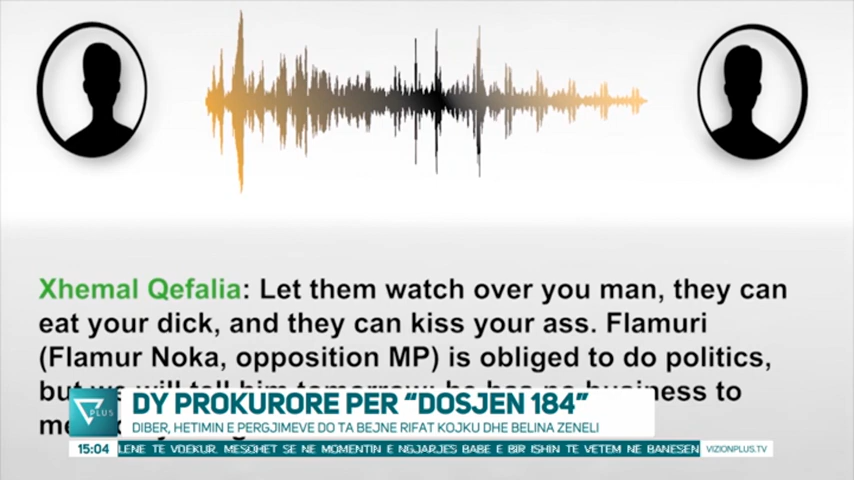 Xhemal Qefalia: Let them watch over you man, they can
eat your dick, and they can kiss your ass. Flamuri
(Flamur Noka, opposition MP) is obliged to do politics,
business to
PLUS
DY PROKURORE PER “DOSJEN 184”
DIBER, HETIMIN E PERGJIMEVE DO TA BEJNE RIFAT KOJKU DHE BELINA ZENELI
15:04
LENE TE VDEKUR. MESOHET SE NE MOMENTIN E NGJARJES BABE E BIR ISHIN TE VETEM NE BANESEN
VIZIONPLUS.TV